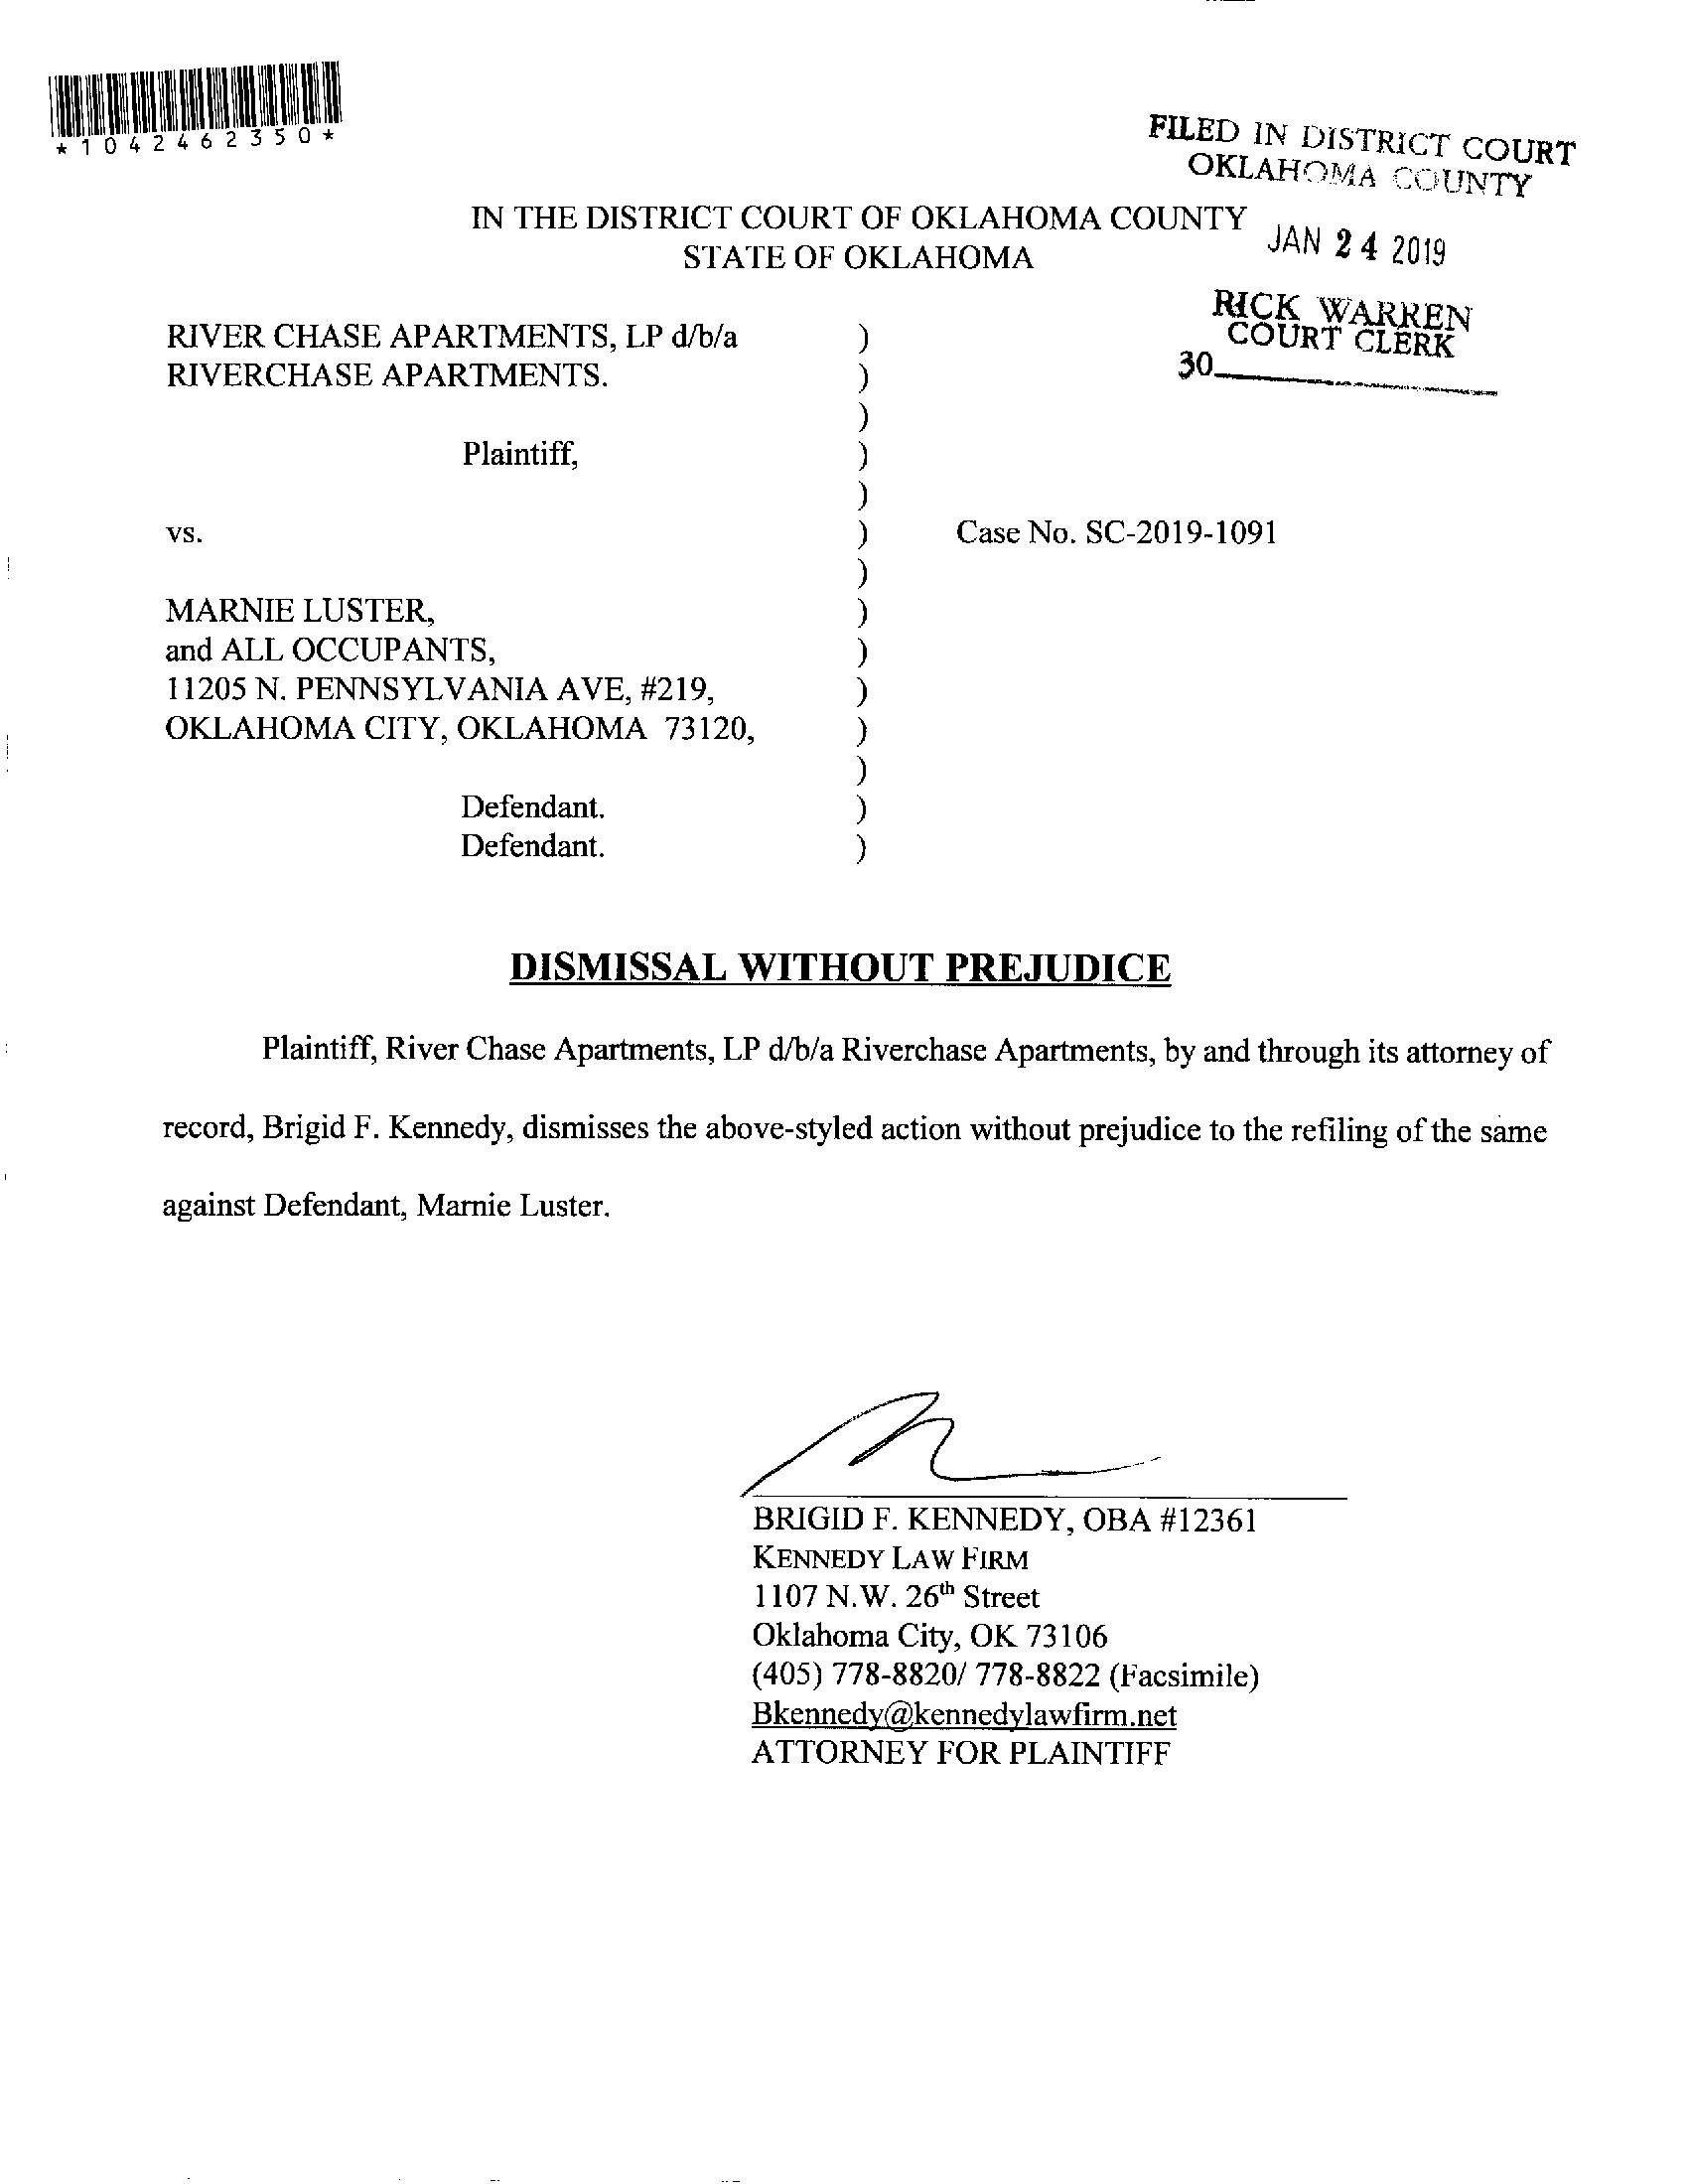 *1042462350*
FILED IN DISTRICT COURT
OKLAHOMA COUNTY
JAN 24 2019
RICK WARREN
COURT CLERK
30
IN THE DISTRICT COURT OF OKLAHOMA COUNTY
STATE OF OKLAHOMA
RIVER CHASE APARTMENTS, LP d/b/a )
RIVERCHASE APARTMENTS. )
)
Plaintiff, )
)
vs. ) Case No. SC-2019-1091
)
MARNIE LUSTER, )
and ALL OCCUPANTS, )
11205 N. PENNSYLVANIA AVE, #219, )
OKLAHOMA CITY, OKLAHOMA 73120, )
)
Defendant. )
Defendant. )
DISMISSAL WITHOUT PREJUDICE
Plaintiff, River Chase Apartments, LP d/b/a Riverchase Apartments, by and through its attorney of
record, Brigid F. Kennedy, dismisses the above-styled action without prejudice to the refiling of the same
against Defendant, Marnie Luster.
BRIGID F. KENNEDY, OBA #12361
KENNEDY LAW FIRM
1107 N.W. 26th Street
Oklahoma City, OK 73106
(405) 778-8820/ 778-8822 (Facsimile)
Bkennedy@kennedylawfirm.net
ATTORNEY FOR PLAINTIFF